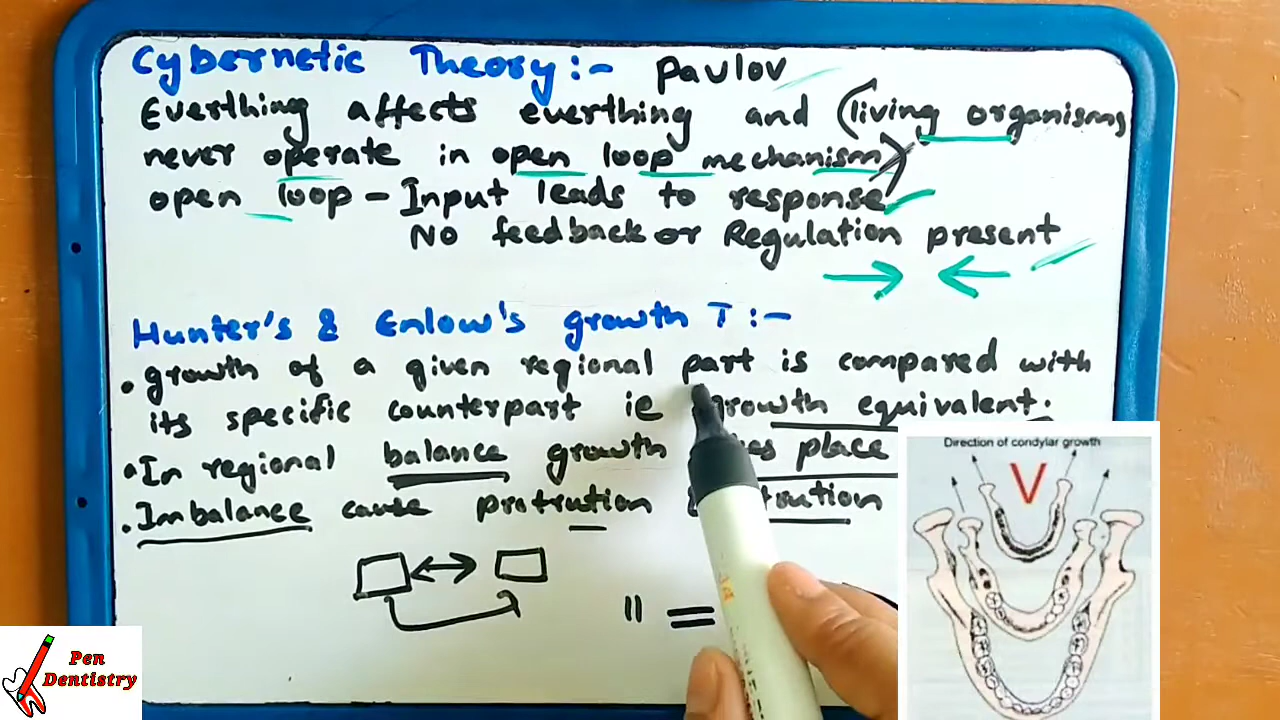 Cybernetic Theory:- Pavlov
Everthing affects everthing and (living organisms
never operate in open loop mechanism)
open loop - Input leads to response
No feedback or Regulation present
Hunter's & Enlow's growth T:-
• growth of a given regional part is compared with
its specific counterpart ie growth equivalent.
• In regional balance growth place
• Imbalance cause protrution
Direction of condylar growth
V
Pen
Dentistry